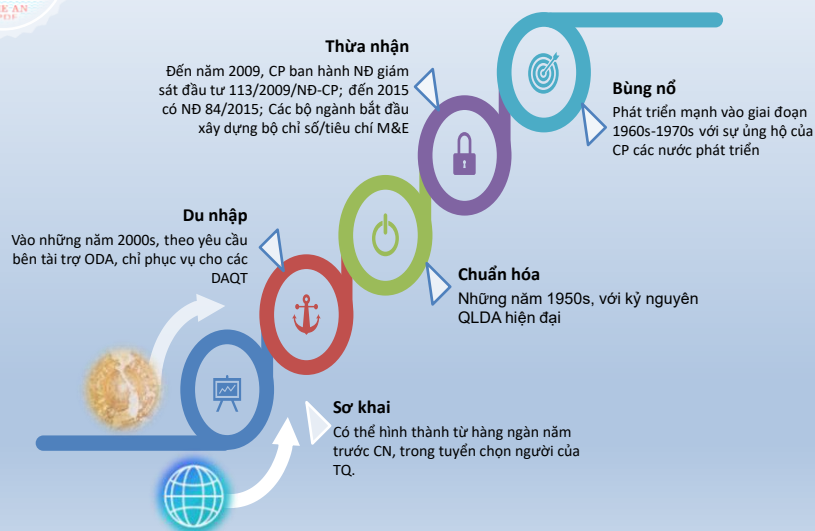 E AN
PDF
Thừa nhận
Đến năm 2009, CP ban hành NĐ giám
sát đầu tư 113/2009/NĐ-CP; đến 2015
có NĐ 84/2015; Các bộ ngành bắt đầu
xây dựng bộ chỉ số/tiêu chí M&E
Bùng nổ
Phát triển mạnh vào giai đoạn
1960s-1970s với sự ủng hộ của
CP các nước phát triển
Du nhập
Vào những năm 2000s, theo yêu cầu
bên tài trợ ODA, chỉ phục vụ cho các
DAQT
Chuẩn hóa
Những năm 1950s, với kỷ nguyên
QLDA hiện đại
Sơ khai
Có thể hình thành từ hàng ngàn năm
trước CN, trong tuyển chọn người của
TQ.